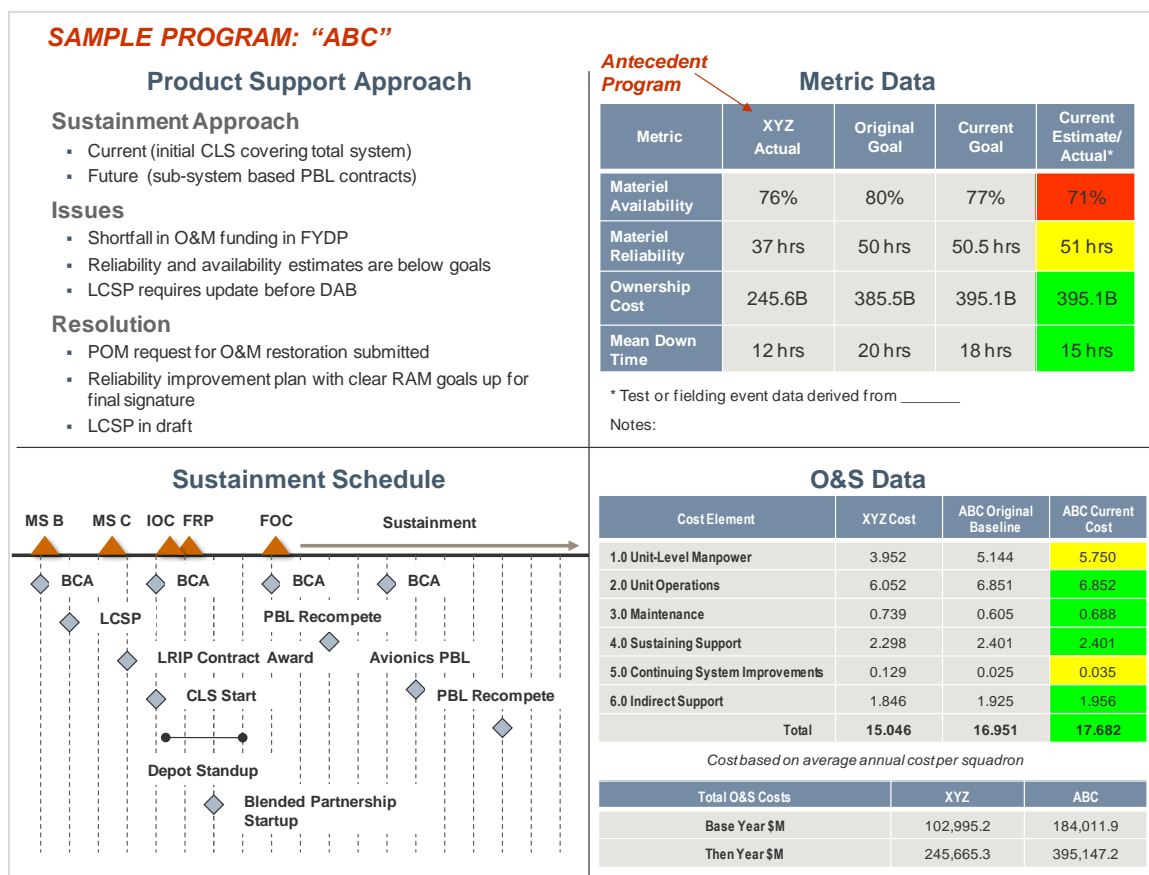 SAMPLE PROGRAM: “ABC”
Product Support Approach
Sustainment Approach
▪ Current (initial CLS covering total system)
▪ Future (sub-system based PBL contracts)
Issues
▪ Shortfall in O&M funding in FYDP
▪ Reliability and availability estimates are below goals
▪ LCSP requires update before DAB
Resolution
▪ POM request for O&M restoration submitted
▪ Reliability improvement plan with clear RAM goals up for
final signature
▪ LCSP in draft
Antecedent
Program
Metric Data
Metric XYZ Actual Original Goal Current Goal Current Estimate/ Actual*
Materiel Availability 76% 80% 77% 71%
Materiel Reliability 37 hrs 50 hrs 50.5 hrs 51 hrs
Ownership Cost 245.6B 385.5B 395.1B 395.1B
Mean Down Time 12 hrs 20 hrs 18 hrs 15 hrs
* Test or fielding event data derived from _______
Notes:
Sustainment Schedule
MS B MS C IOC FRP FOC Sustainment
BCA BCA BCA BCA
LCSP PBL Recompete
LRIP Contract Award Avionics PBL
CLS Start PBL Recompete
Depot Standup
Blended Partnership
Startup
O&S Data
Cost Element XYZ Cost ABC Original Baseline ABC Current Cost
1.0 Unit-Level Manpower 3.952 5.144 5.750
2.0 Unit Operations 6.052 6.851 6.852
3.0 Maintenance 0.739 0.605 0.688
4.0 Sustaining Support 2.298 2.401 2.401
5.0 Continuing System Improvements 0.129 0.025 0.035
6.0 Indirect Support 1.846 1.925 1.956
Total 15.046 16.951 17.682
Cost based on average annual cost per squadron
Total O&S Costs XYZ ABC
Base Year $M 102,995.2 184,011.9
Then Year $M 245,665.3 395,147.2